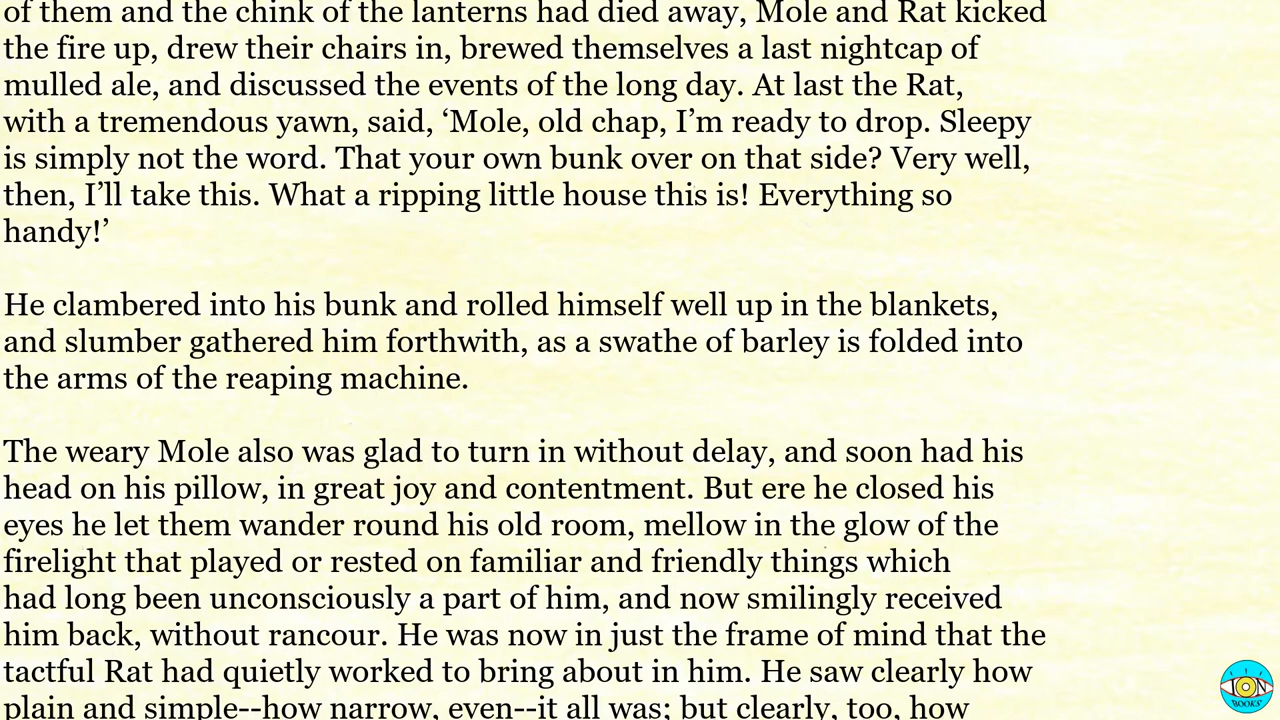 of them and the chink of the lanterns had died away, Mole and Rat kicked
the fire up, drew their chairs in, brewed themselves a last nightcap of
mulled ale, and discussed the events of the long day. At last the Rat,
with a tremendous yawn, said, ‘Mole, old chap, I’m ready to drop. Sleepy
is simply not the word. That your own bunk over on that side? Very well,
then, I’ll take this. What a ripping little house this is! Everything so
handy!’
He clambered into his bunk and rolled himself well up in the blankets,
and slumber gathered him forthwith, as a swathe of barley is folded into
the arms of the reaping machine.
The weary Mole also was glad to turn in without delay, and soon had his
head on his pillow, in great joy and contentment. But ere he closed his
eyes he let them wander round his old room, mellow in the glow of the
firelight that played or rested on familiar and friendly things which
had long been unconsciously a part of him, and now smilingly received
him back, without rancour. He was now in just the frame of mind that the
tactful Rat had quietly worked to bring about in him. He saw clearly how
plain and simple--how narrow, even--it all was; but clearly, too, how
ION
BOOKS